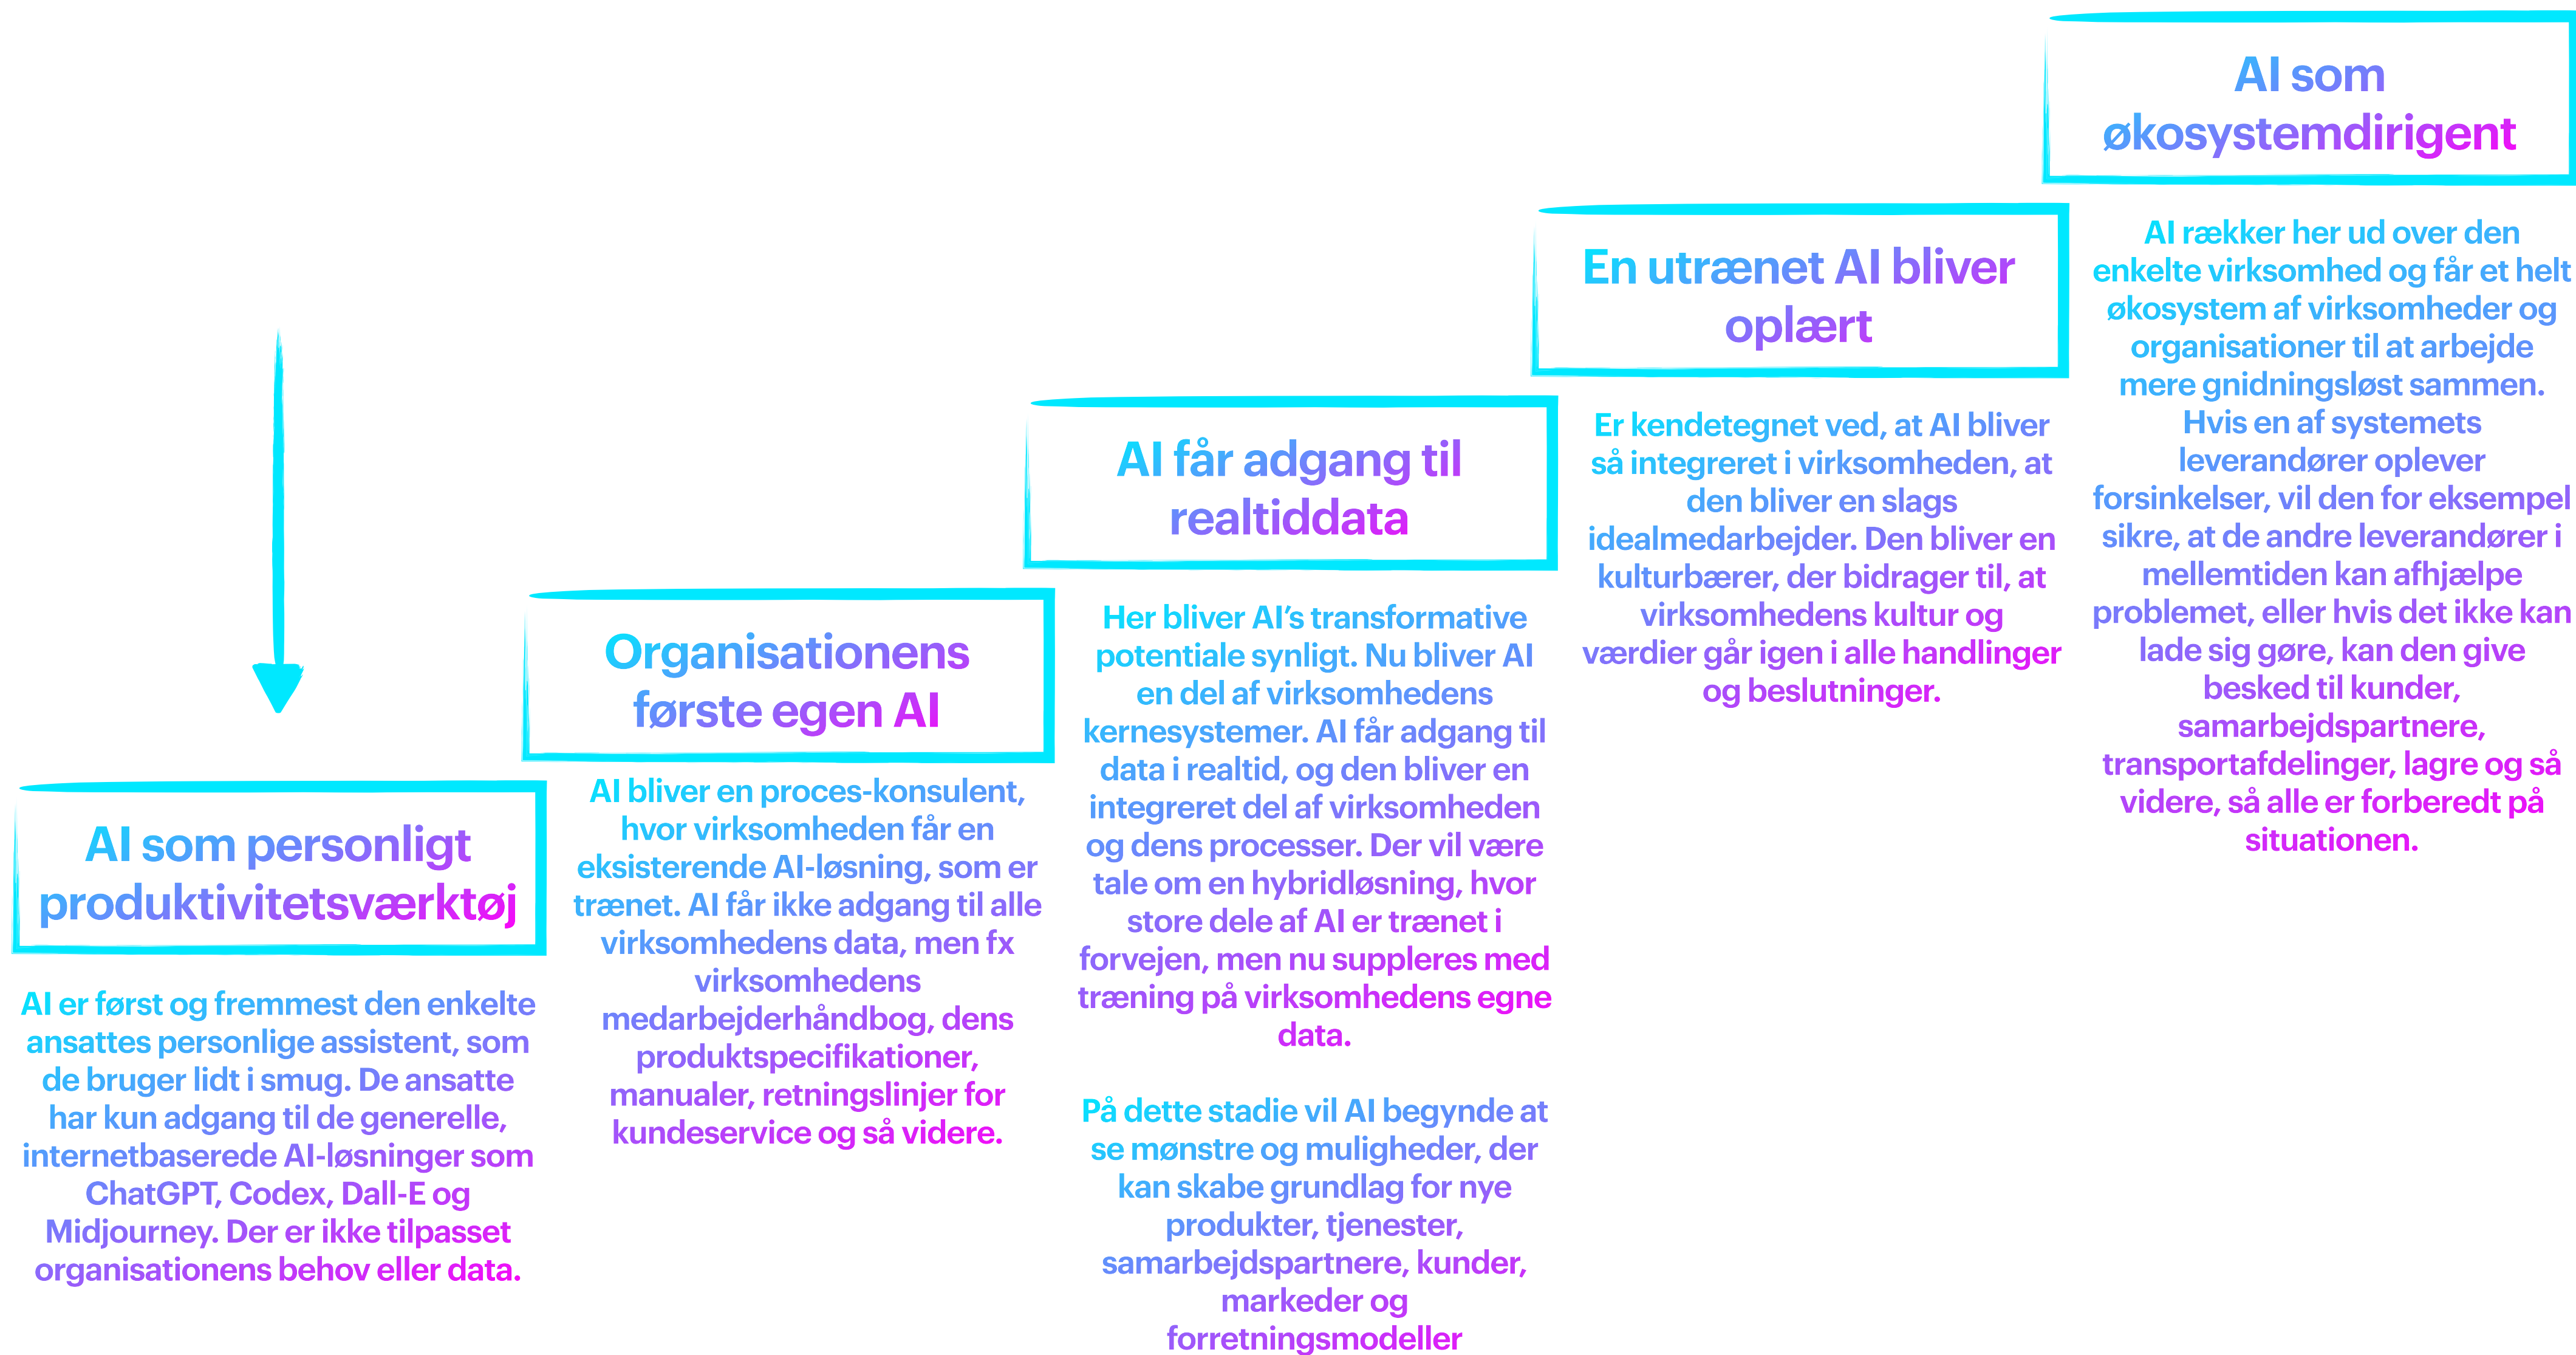 AI som personligt
produktivitetsværktøj
AI er først og fremmest den enkelte
ansattes personlige assistent, som
de bruger lidt i smug. De ansatte
har kun adgang til de generelle,
internetbaserede AI-løsninger som
ChatGPT, Codex, Dall-E og
Midjourney. Der er ikke tilpasset
organisationens behov eller data.
Organisationens
første egen AI
AI bliver en proces-konsulent,
hvor virksomheden får en
eksisterende AI-løsning, som er
trænet. AI får ikke adgang til alle
virksomhedens data, men fx
virksomhedens
medarbejderhåndbog, dens
produktspecifikationer,
manualer, retningslinjer for
kundeservice og så videre.
AI får adgang til
realtiddata
Her bliver AI’s transformative
potentiale synligt. Nu bliver AI
en del af virksomhedens
kernesystemer. AI får adgang til
data i realtid, og den bliver en
integreret del af virksomheden
og dens processer. Der vil være
tale om en hybridløsning, hvor
store dele af AI er trænet i
forvejen, men nu suppleres med
træning på virksomhedens egne
data.
På dette stadie vil AI begynde at
se mønstre og muligheder, der
kan skabe grundlag for nye
produkter, tjenester,
samarbejdspartnere, kunder,
markeder og
forretningsmodeller
En utrænet AI bliver
oplært
Er kendetegnet ved, at AI bliver
så integreret i virksomheden, at
den bliver en slags
idealmedarbejder. Den bliver en
kulturbærer, der bidrager til, at
virksomhedens kultur og
værdier går igen i alle handlinger
og beslutninger.
AI som
økosystemdirigent
AI rækker her ud over den
enkelte virksomhed og får et helt
økosystem af virksomheder og
organisationer til at arbejde
mere gnidningsløst sammen.
Hvis en af systemets
leverandører oplever
forsinkelser, vil den for eksempel
sikre, at de andre leverandører i
mellemtiden kan afhjælpe
problemet, eller hvis det ikke kan
lade sig gøre, kan den give
besked til kunder,
samarbejdspartnere,
transportafdelinger, lagre og så
videre, så alle er forberedt på
situationen.